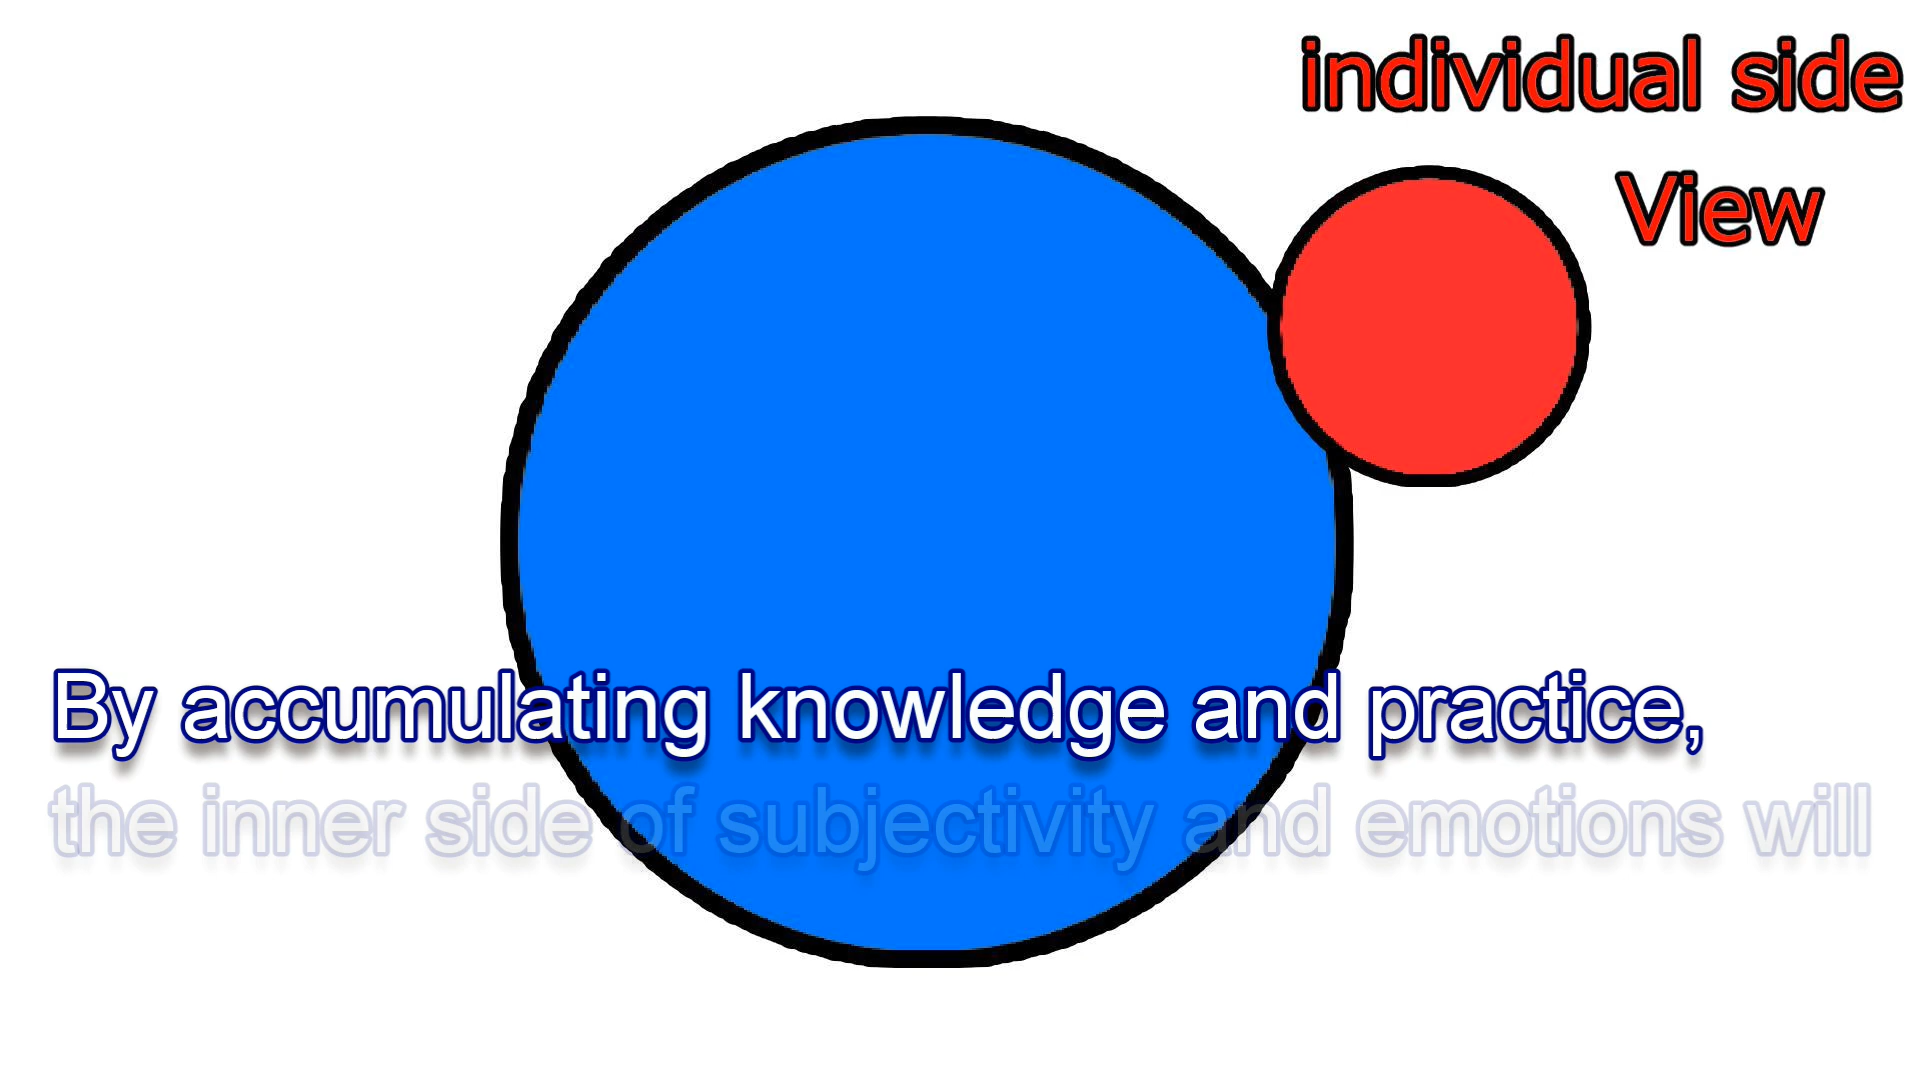 individual side
View
By accumulating knowledge and practice,
the inner side of subjectivity and emotions will